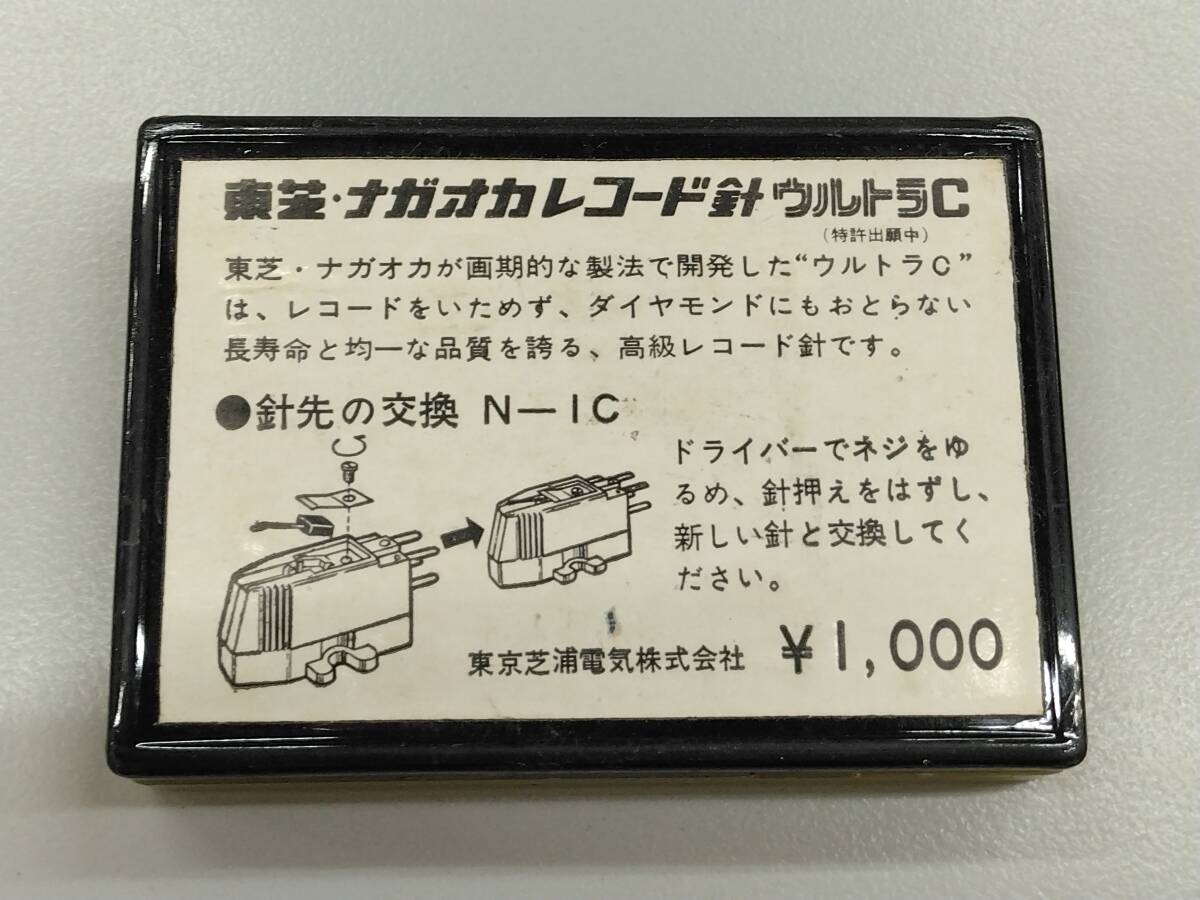 東芝・ナガオカレコード針 ウルトラC
(特許出願中)
東芝・ナガオカが画期的な製法で開発した“ウルトラC”
は、レコードをいためず、ダイヤモンドにもおとらない
長寿命と均一な品質を誇る、高級レコード針です。
●針先の交換 N—1C
ドライバーでネジをゆ
るめ、針押えをはずし、
新しい針と交換してく
ださい。
東京芝浦電気株式会社 ¥1,000